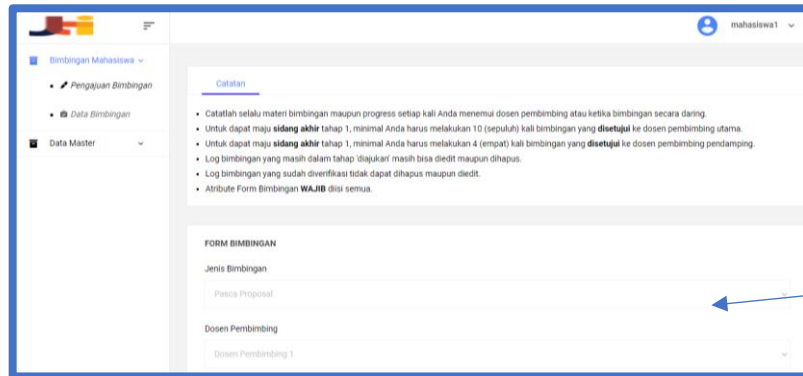 mahasiswa1
Bimbingan Mahasiswa
Pengajuan Bimbingan
Data Bimbingan
Data Master
Catatan
Catatlah selalu materi bimbingan maupun progress setiap kali Anda menemui dosen pembimbing atau ketika bimbingan secara daring.
Untuk dapat maju sidang akhir tahap 1, minimal Anda harus melakukan 10 (sepuluh) kali bimbingan yang disetujui ke dosen pembimbing utama.
Untuk dapat maju sidang akhir tahap 1, minimal Anda harus melakukan 4 (empat) kali bimbingan yang disetujui ke dosen pembimbing pendamping.
Log bimbingan yang masih dalam tahap 'diajukan' masih bisa diedit maupun dihapus.
Log bimbingan yang sudah diverifikasi tidak dapat dihapus maupun diedit.
Atribute Form Bimbingan WAJIB diisi semua.
FORM BIMBINGAN
Jenis Bimbingan
Pasca Proposal
Dosen Pembimbing
Dosen Pembimbing 1